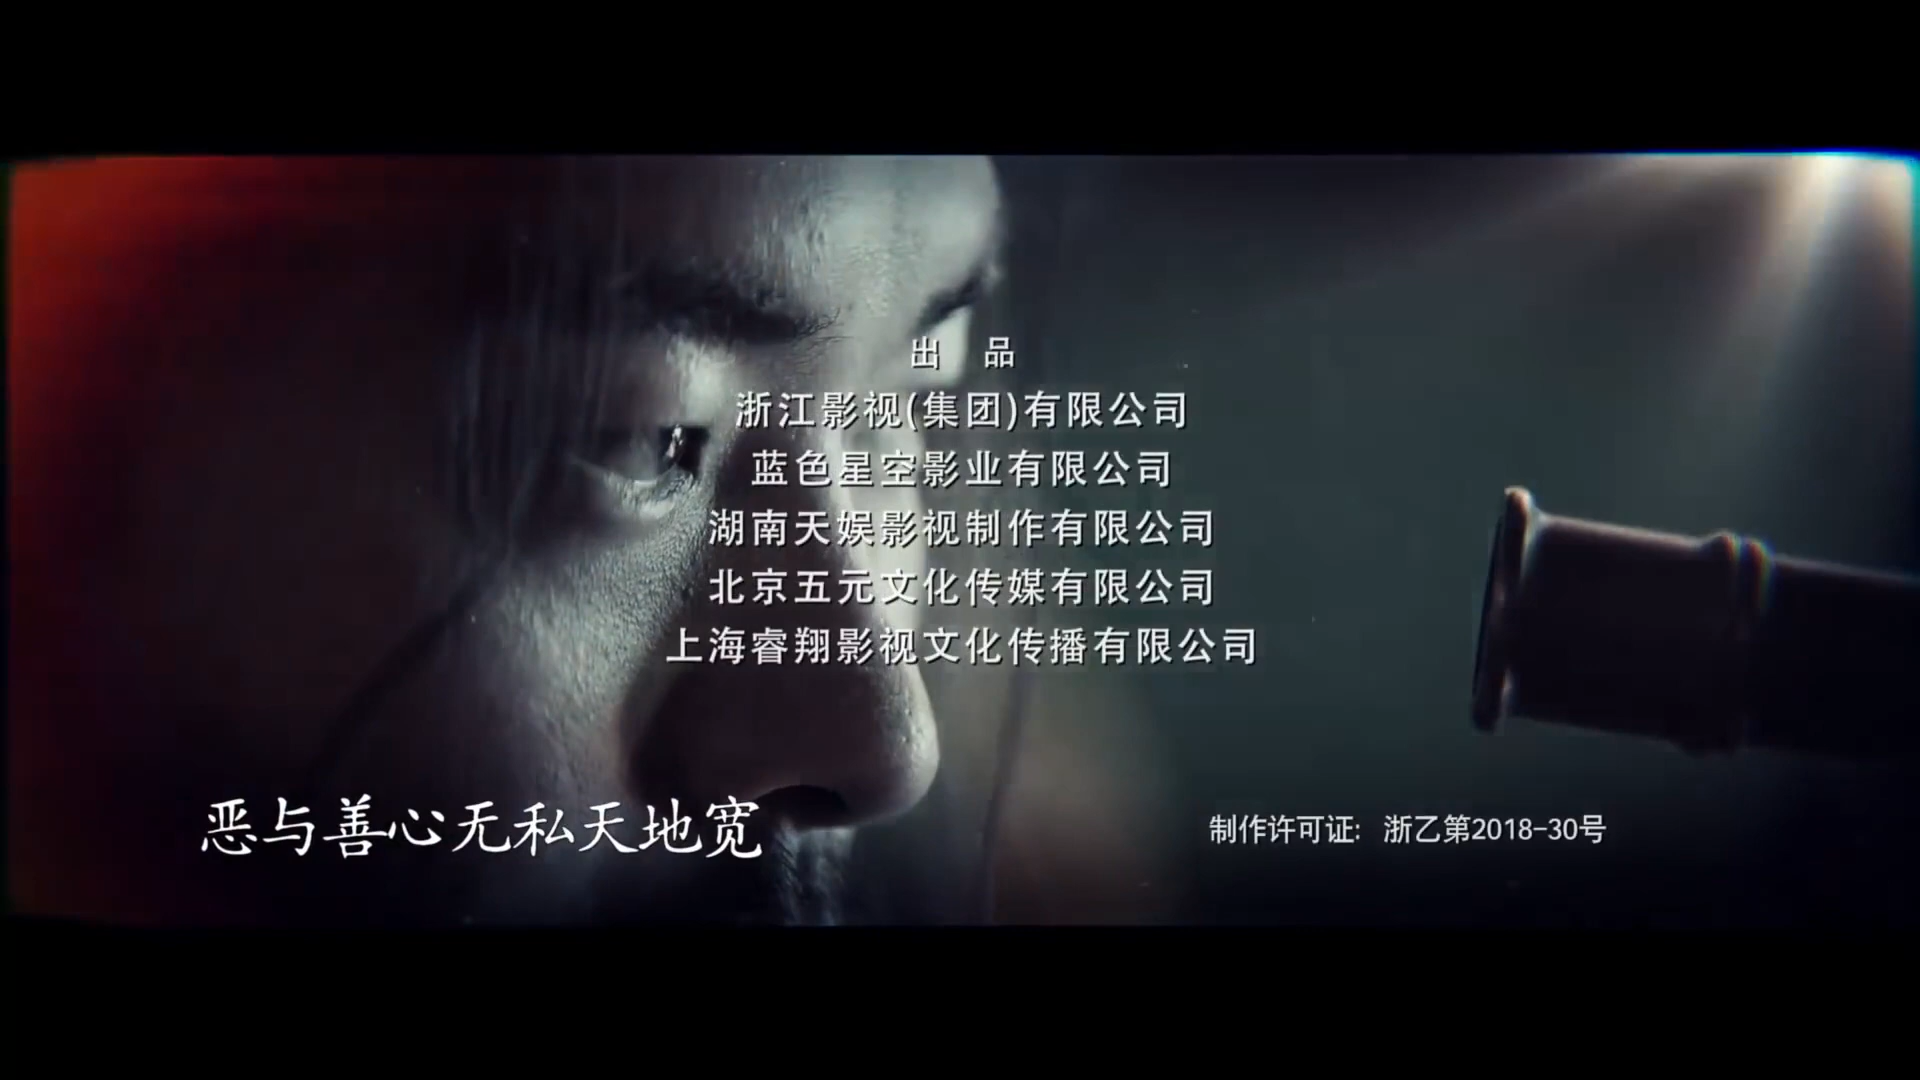 出 品
浙江影视(集团)有限公司
蓝色星空影业有限公司
湖南天娱影视制作有限公司
北京五元文化传媒有限公司
上海睿翔影视文化传播有限公司
恶与善心无私天地宽
制作许可证: 浙乙第2018-30号